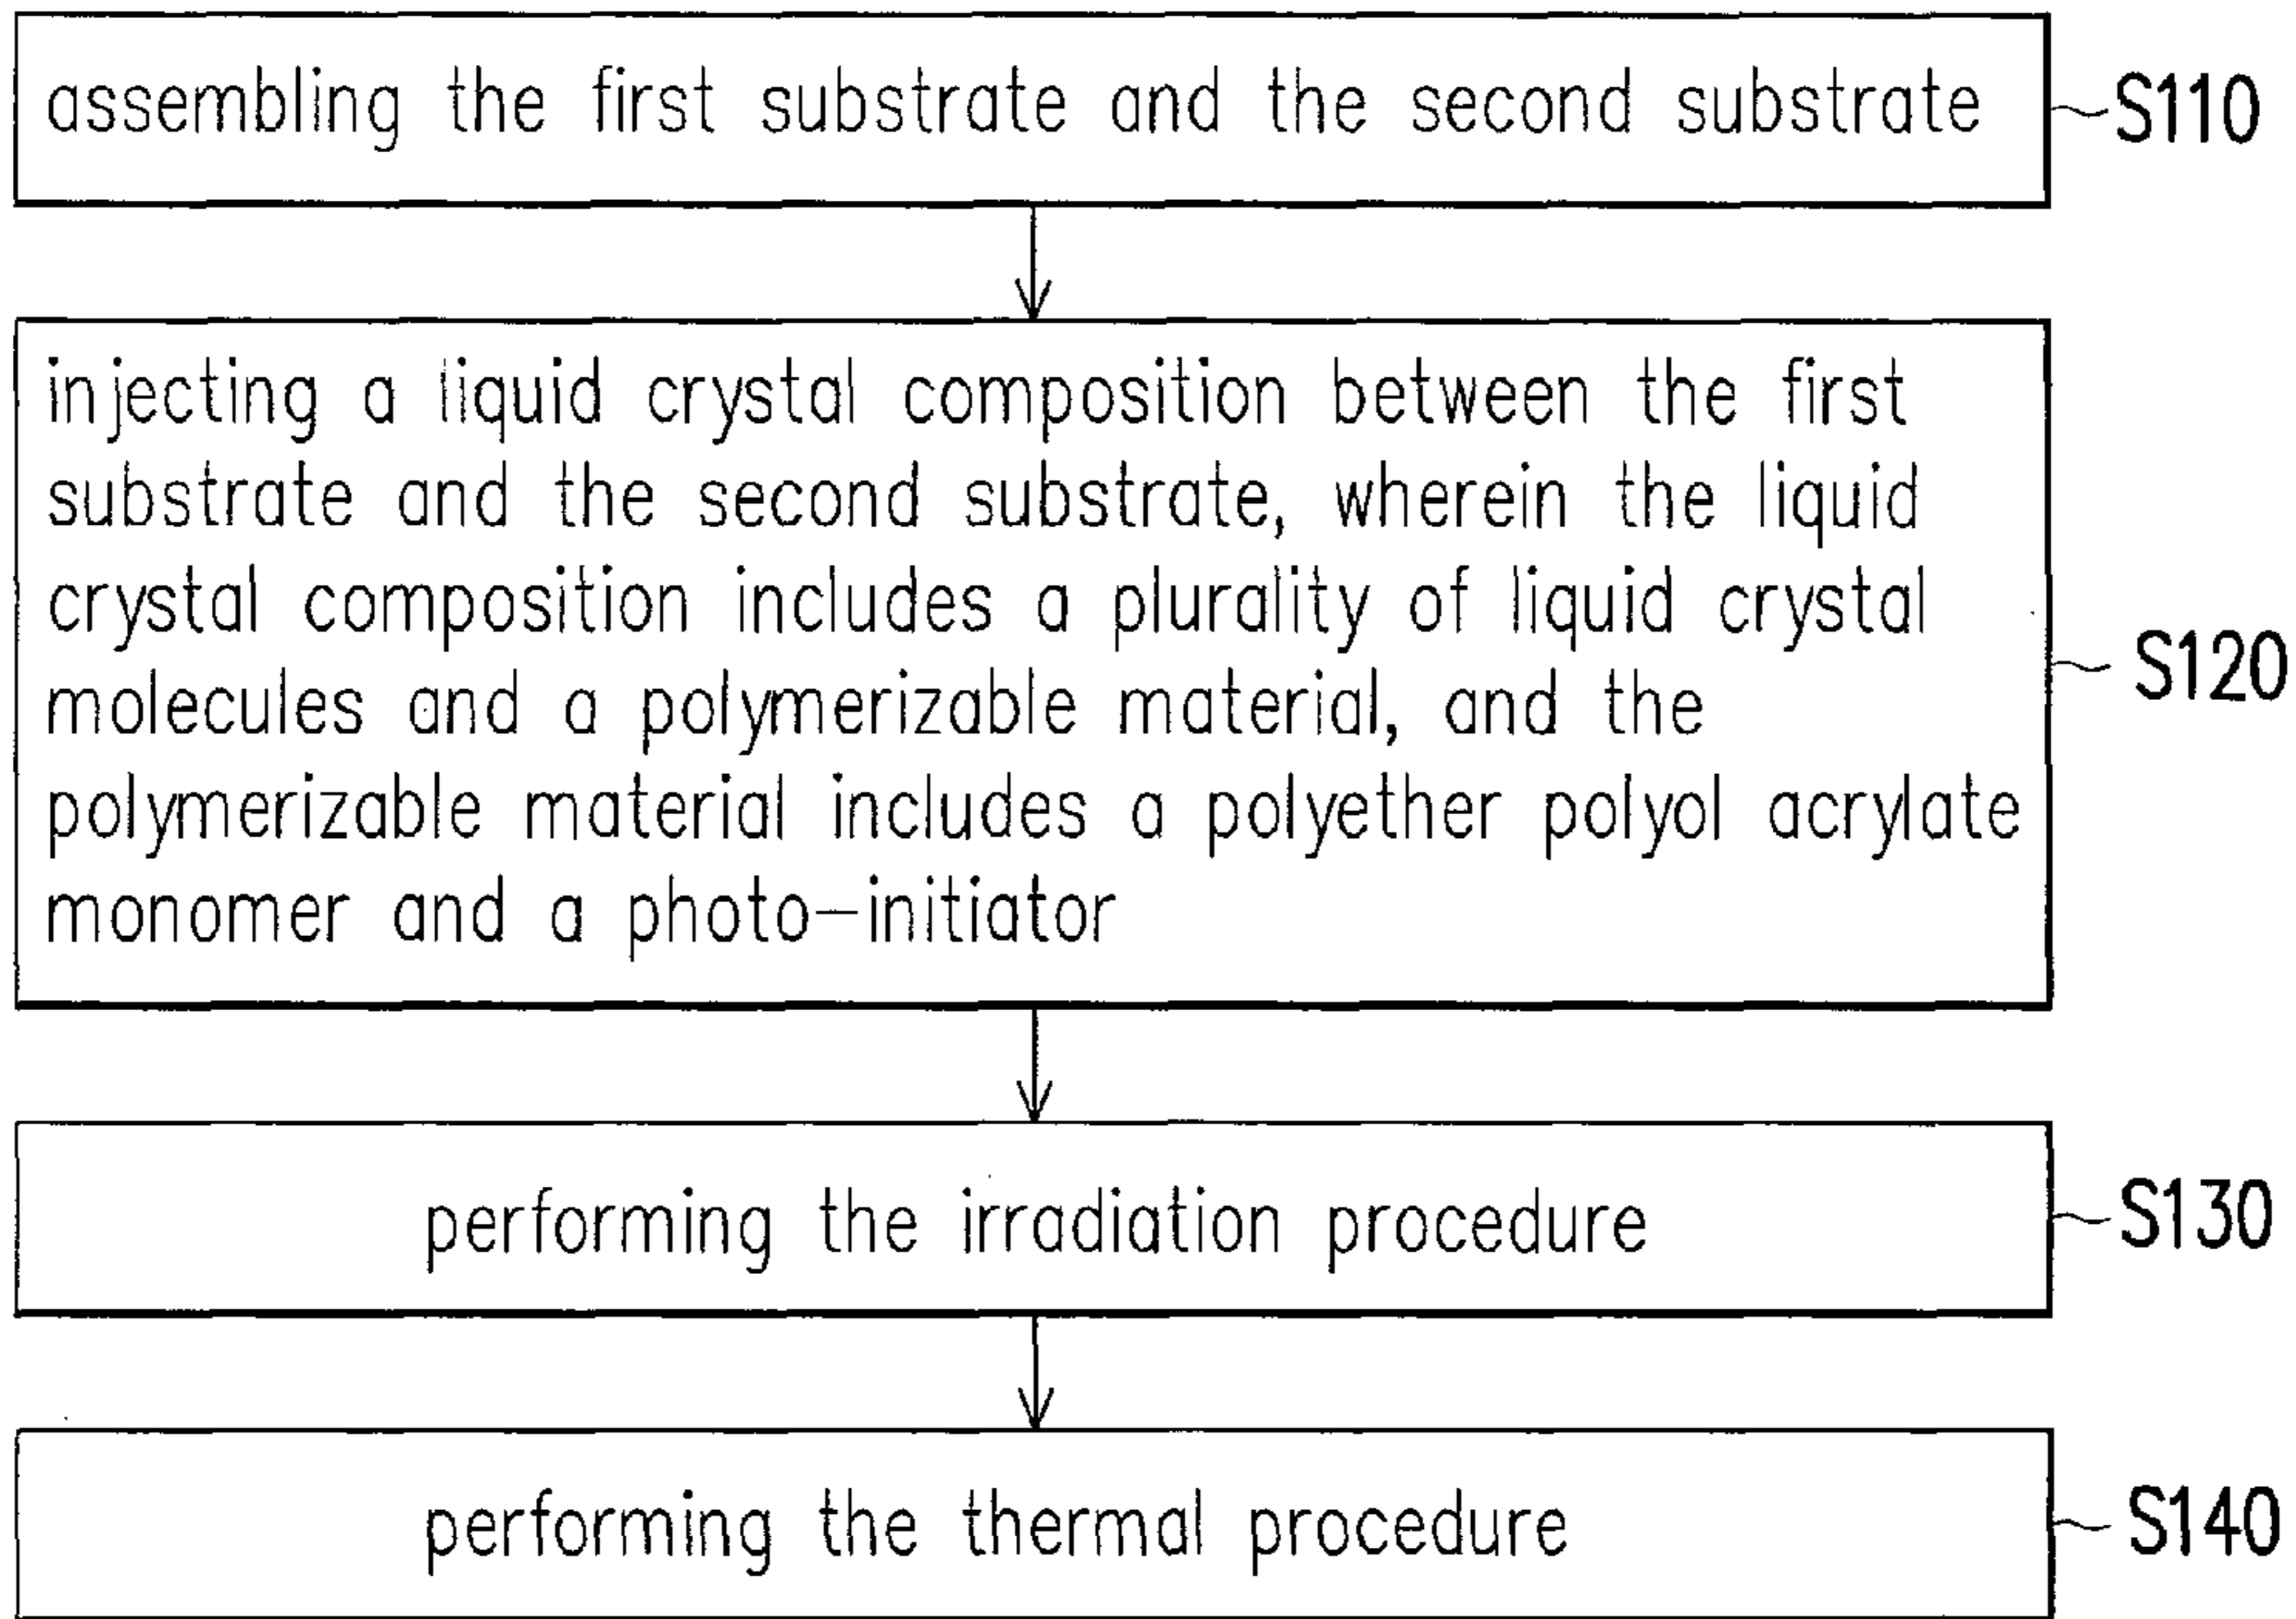 assembling the first substrate and the second substrate
S110
injecting a liquid crystal composition between the first
substrate and the second substrate, wherein the liquid
crystal composition includes a plurality of liquid crystal
molecules and a polymerizable material, and the
polymerizable material includes a polyether polyol acrylate
monomer and a photo-initiator
S120
performing the irradiation procedure
S130
performing the thermal procedure
S140